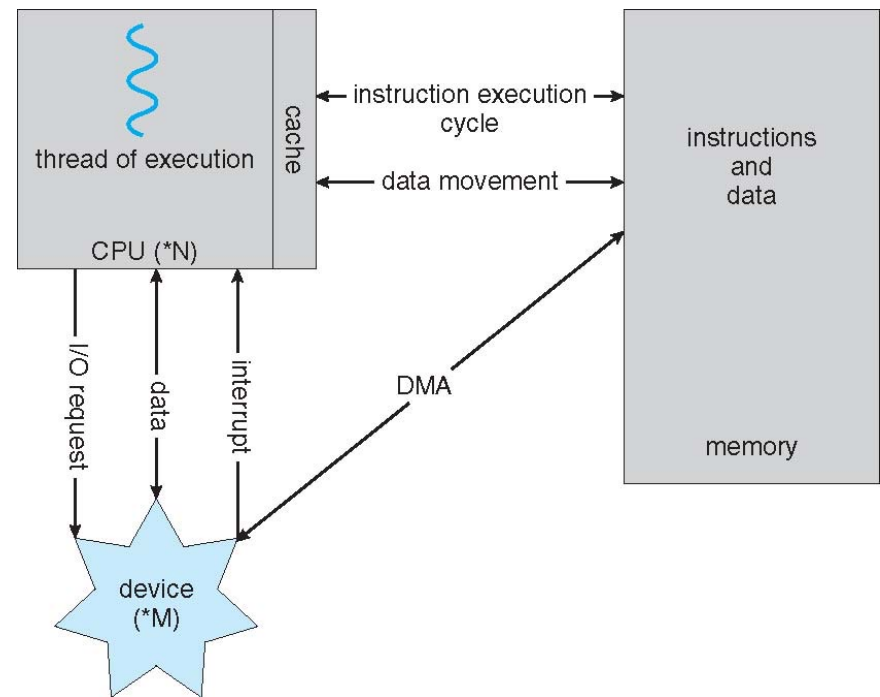 thread of execution
cache
CPU (*N)
instruction execution
cycle
data movement
instructions
and
data
memory
I/O request
data
interrupt
DMA
device
(*M)